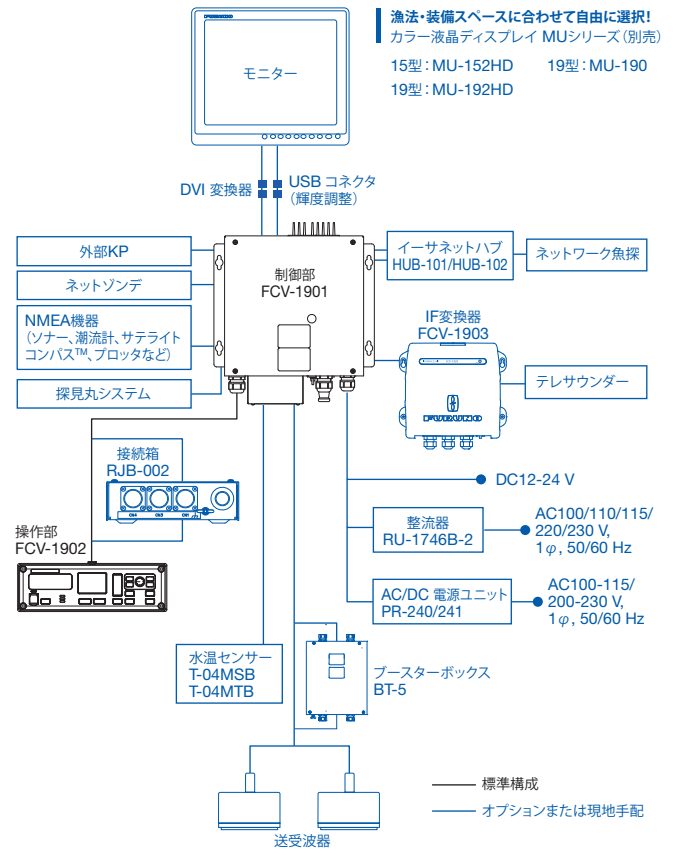 漁法・装備スペースに合わせて自由に選択!
カラー液晶ディスプレイ MUシリーズ（別売）
15型：MU-152HD 19型：MU-190
19型：MU-192HD
モニター
DVI 変換器
USB コネクタ
（輝度調整）
外部KP
ネットゾンデ
NMEA機器
（ソナー、潮流計、サテライト
コンパス™、プロッタなど）
探見丸システム
制御部
FCV-1901
イーサネットハブ
HUB-101/HUB-102
ネットワーク魚探
IF変換器
FCV-1903
FURUNO
テレサウンダー
接続箱
RJB-002
操作部
FCV-1902
DC12-24 V
整流器
RU-1746B-2
AC100/110/115/
220/230 V,
1φ, 50/60 Hz
AC/DC 電源ユニット
PR-240/241
AC100-115/
200-230 V,
1φ, 50/60 Hz
水温センサー
T-04MSB
T-04MTB
ブースターボックス
BT-5
送受波器
標準構成
オプションまたは現地手配